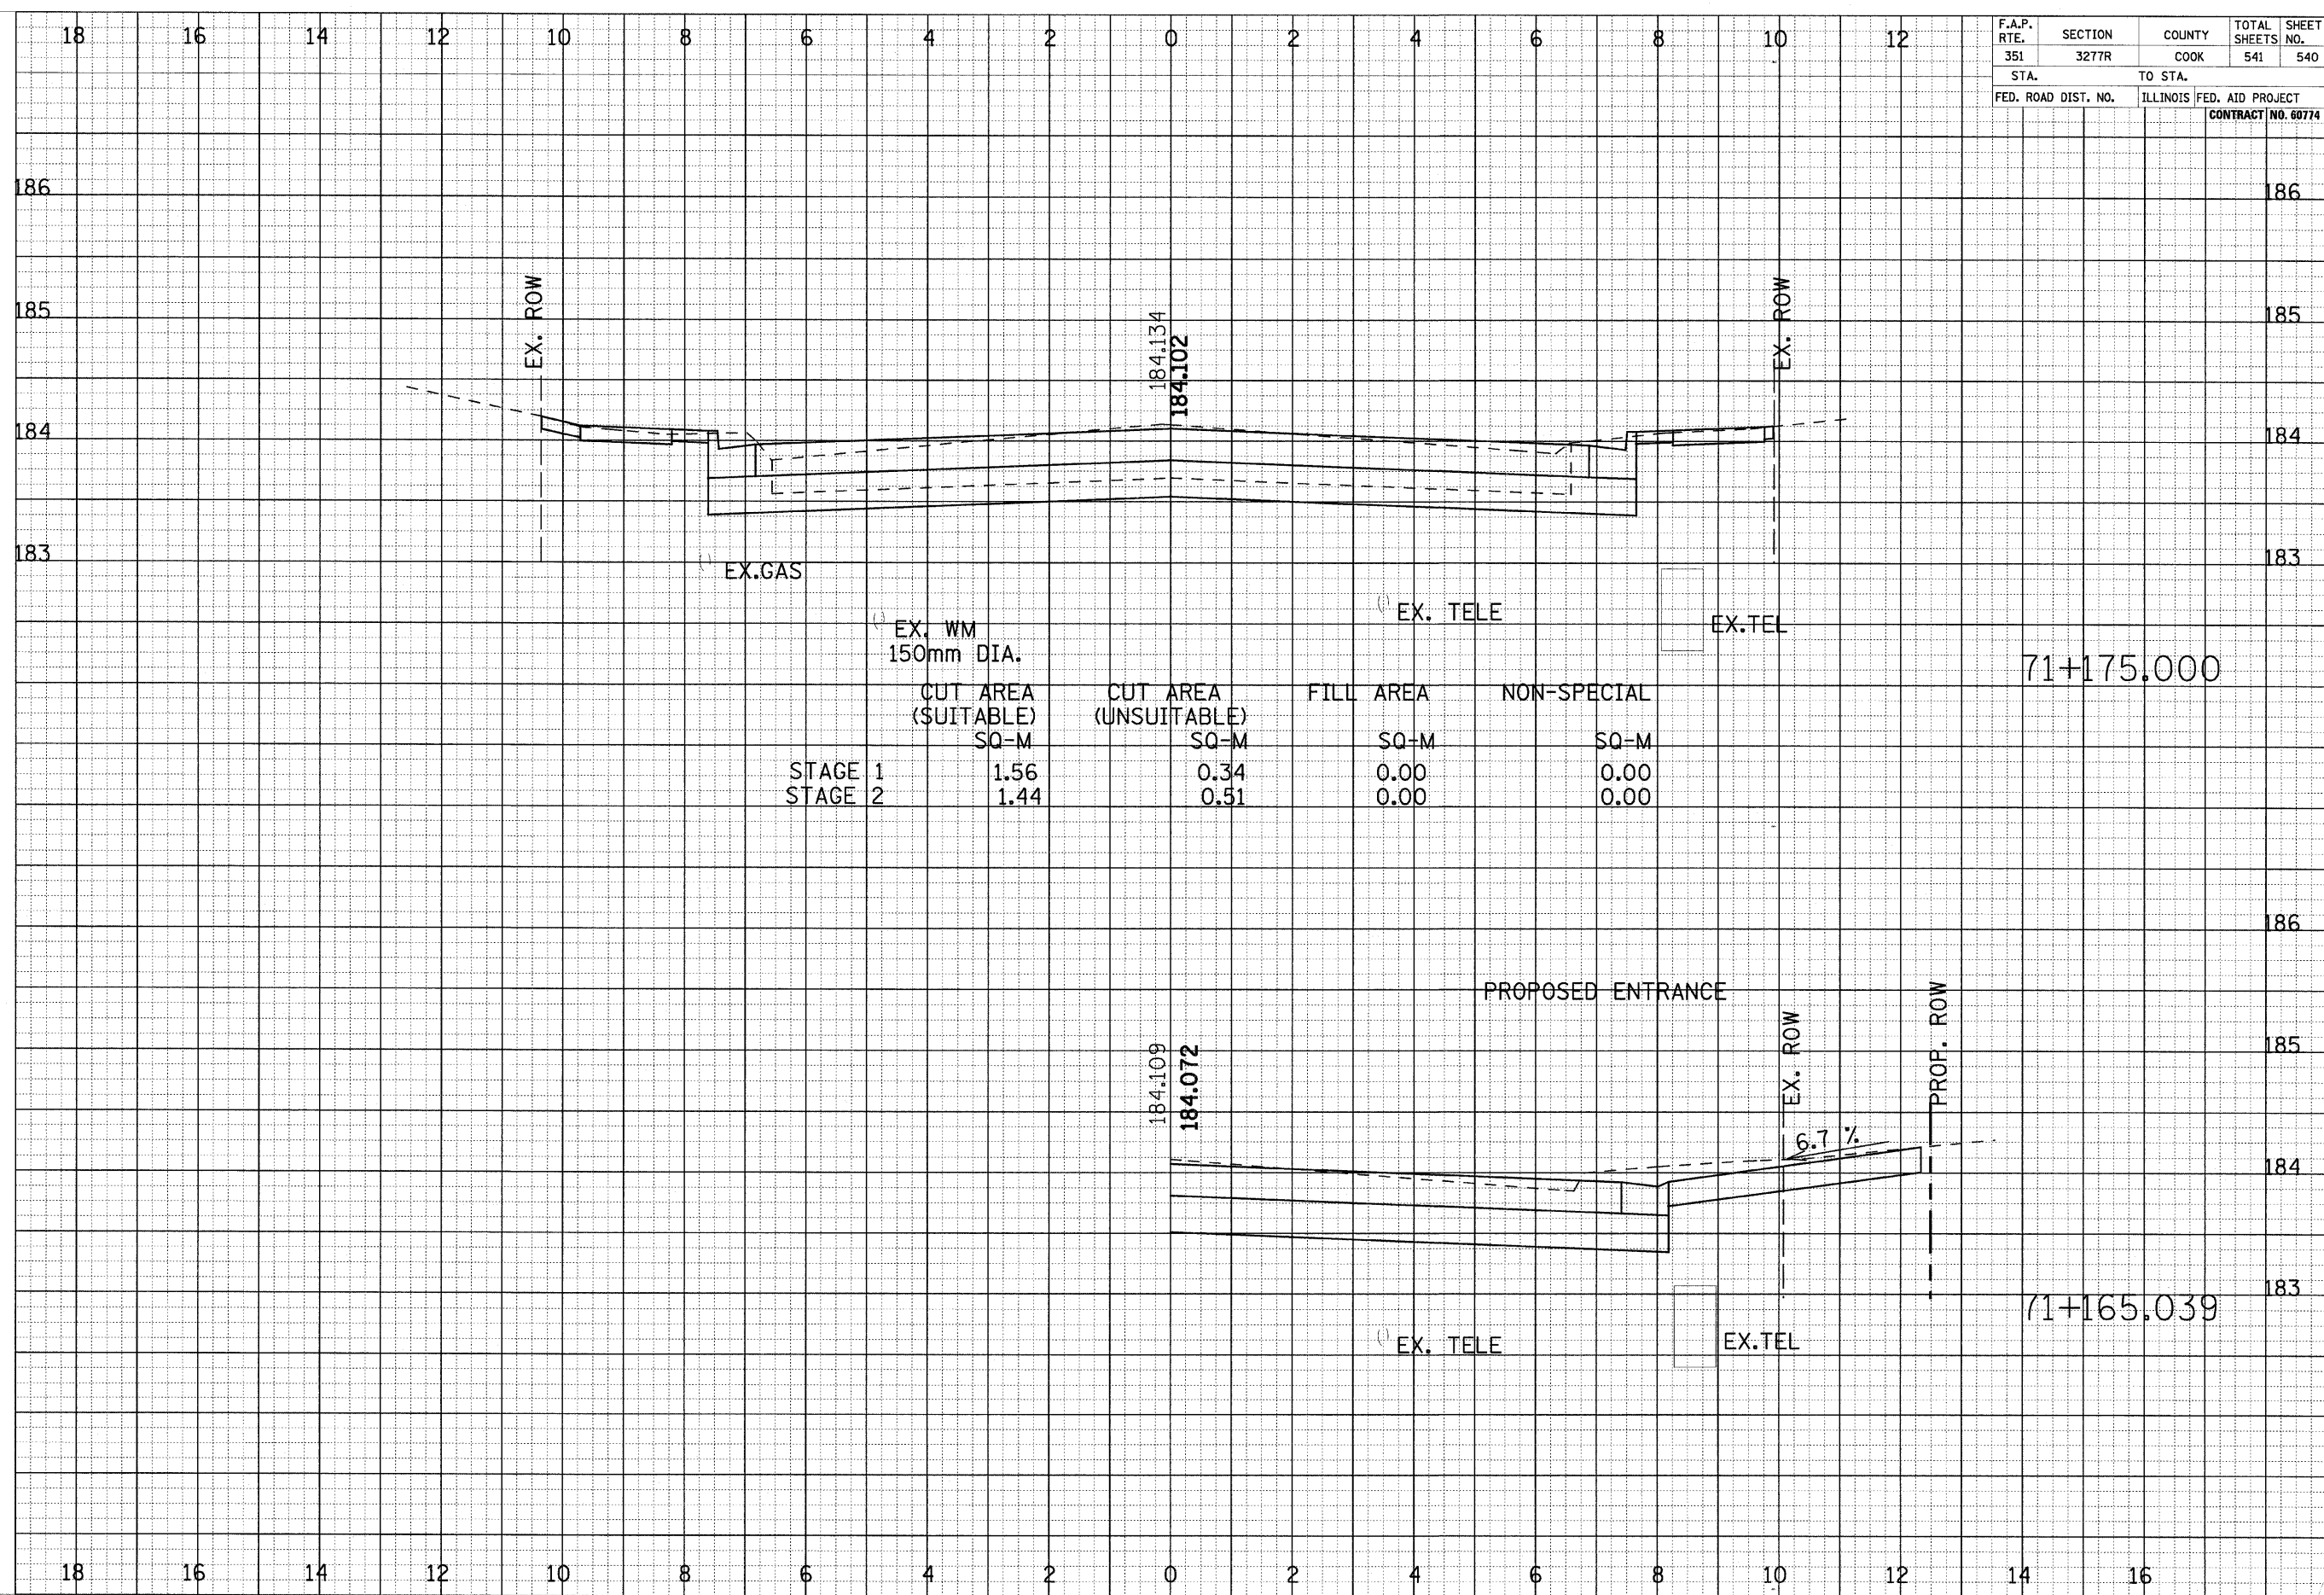 18 16 14 12 10 8 6 4 2 0 2 4 6 8 10 12
F.A.P. RTE. SECTION COUNTY TOTAL SHEETS SHEET NO.
351 3277R COOK 541 540
STA. TO STA.
FED. ROAD DIST. NO. ILLINOIS FED. AID PROJECT
CONTRACT NO. 60774
186 186
185 185
EX. ROW
184.134
184.102
EX. ROW
184 184
183 183
EX.GAS
EX. WM
150mm DIA.
EX. TELE
EX.TEL
71+175.000
CUT AREA CUT AREA FILL AREA NON-SPECIAL
(SUITABLE) (UNSUITABLE)
SQ-M SQ-M SQ-M SQ-M
STAGE 1 1.56 0.34 0.00 0.00
STAGE 2 1.44 0.51 0.00 0.00
186
PROPOSED ENTRANCE
185
184.109
184.072
EX. ROW
PROP. ROW
6.7 %
184
183
71+165.039
EX. TELE
EX.TEL
18 16 14 12 10 8 6 4 2 0 2 4 6 8 10 12 14 16